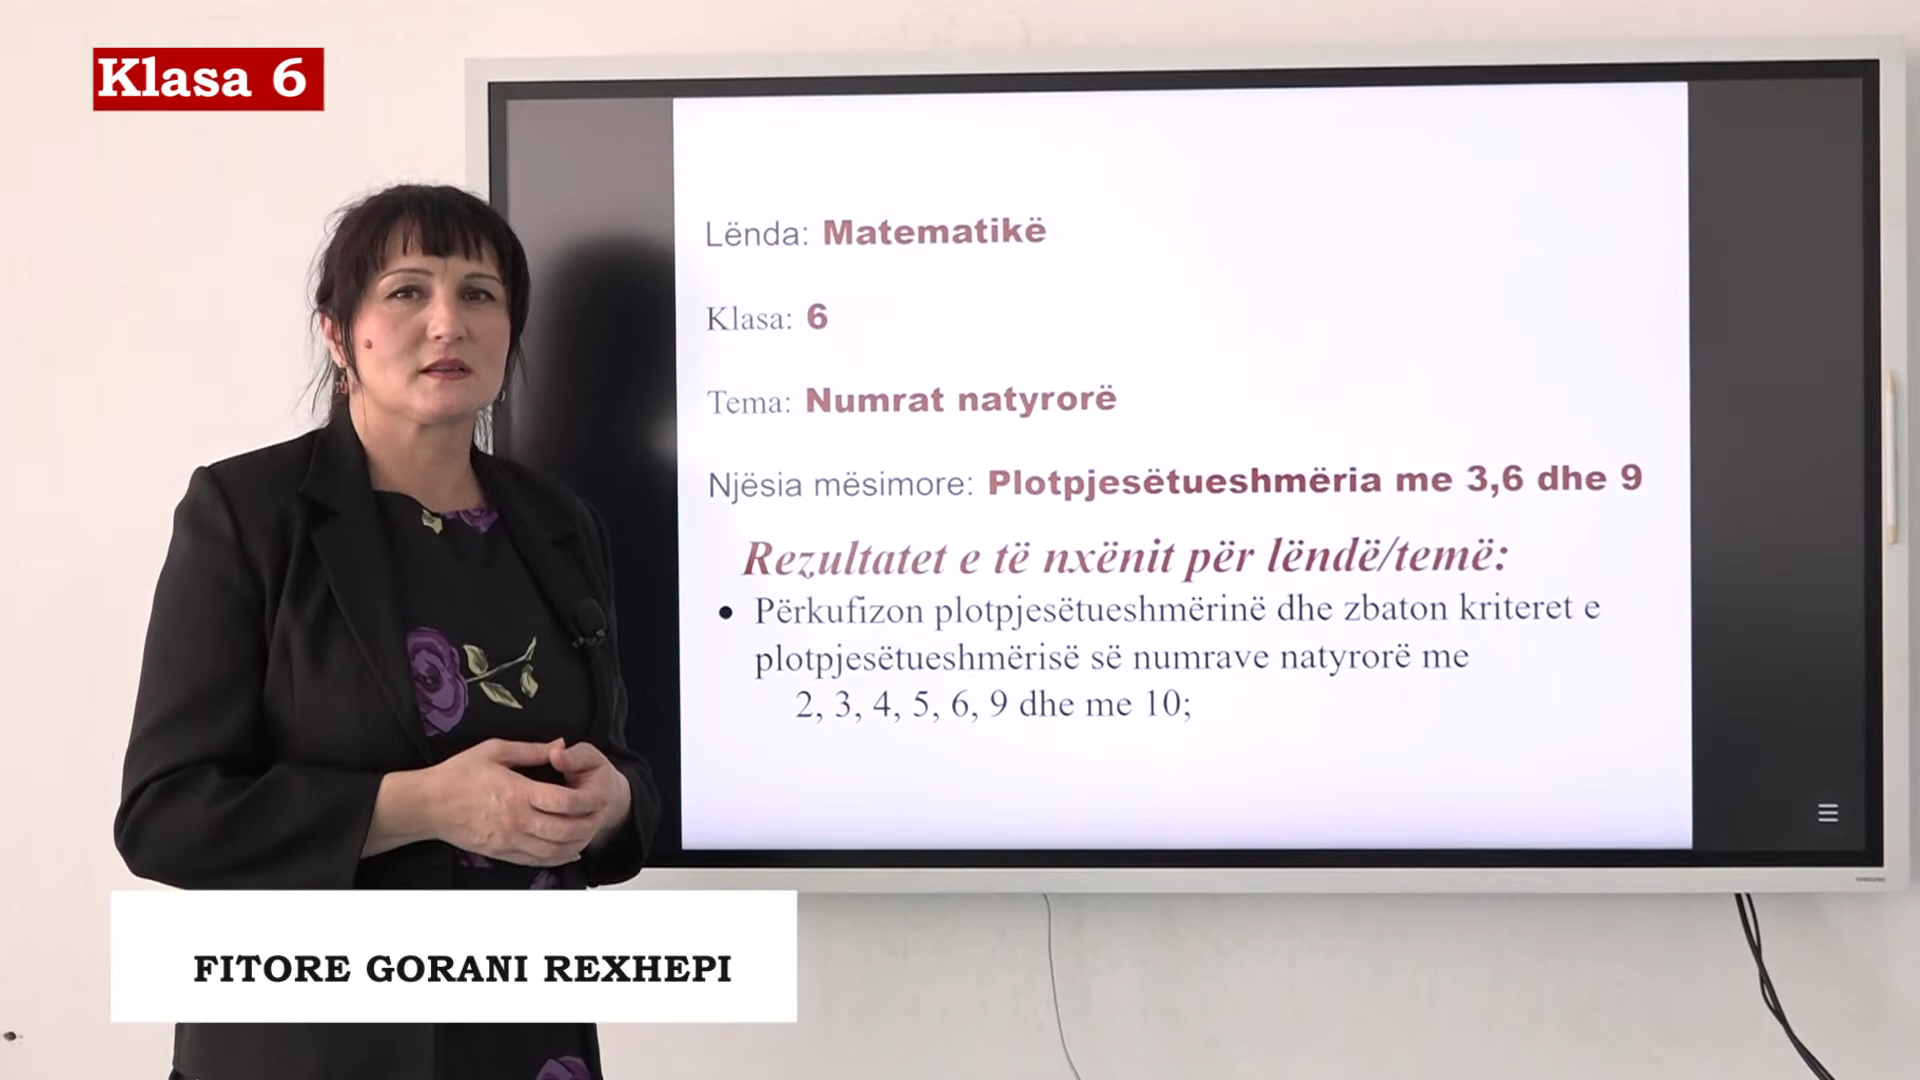 Klasa 6
Lënda: Matematikë
Klasa: 6
Tema: Numrat natyrorë
Njësia mësimore: Plotpjesëtueshmëria me 3,6 dhe 9
Rezultatet e të nxënit për lëndë/temë:
• Përkufizon plotpjesëtueshmërinë dhe zbaton kriteret e
plotpjesëtueshmërisë së numrave natyrorë me
2, 3, 4, 5, 6, 9 dhe me 10;
SAMSUNG
FITORE GORANI REXHEPI